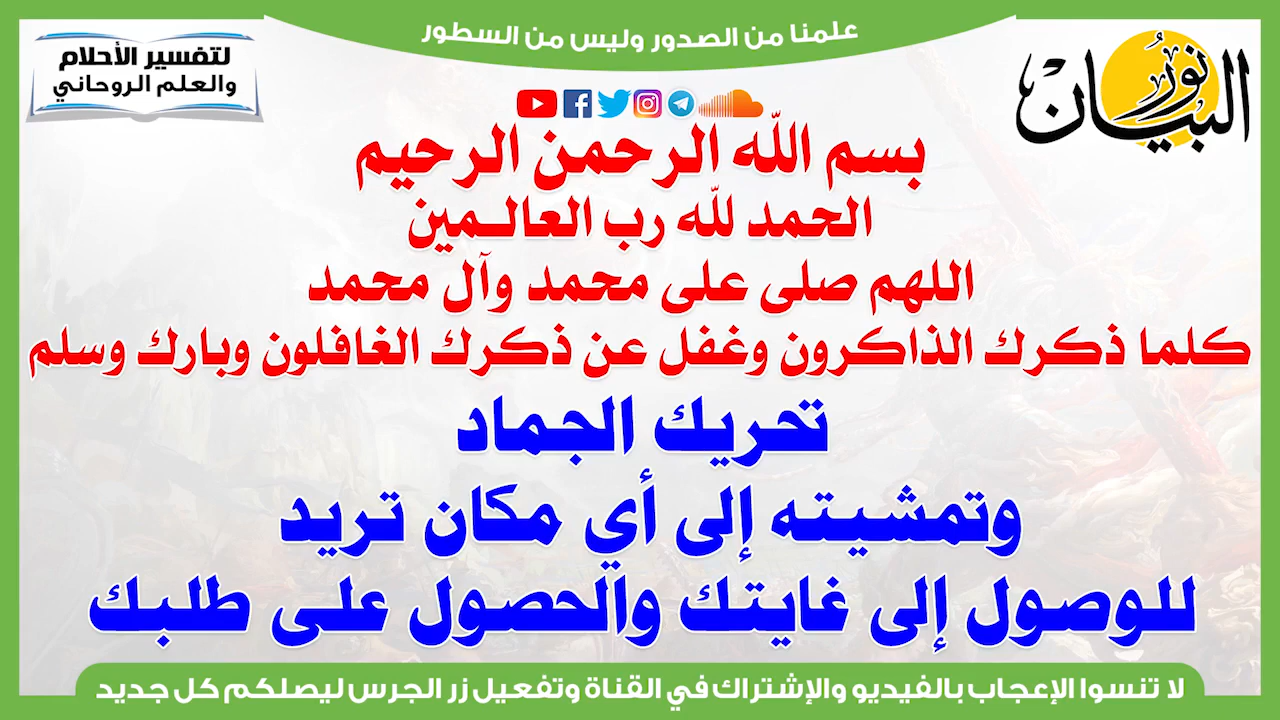 علمنا من الصدور وليس من السطور
نور البيان
لتفسير الأحلام
والعلم الروحاني
بسم الله الرحمن الرحيم
الحمد لله رب العالـمين
اللهم صلى على محمد وآل محمد
كلما ذكرك الذاكرون وغفل عن ذكرك الغافلون وبارك وسلم
تحريك الجماد
وتمشيته إلى أي مكان تريد
للوصول إلى غايتك والحصول على طلبك
لا تنسوا الإعجاب بالفيديو والإشتراك في القناة وتفعيل زر الجرس ليصلكم كل جديد